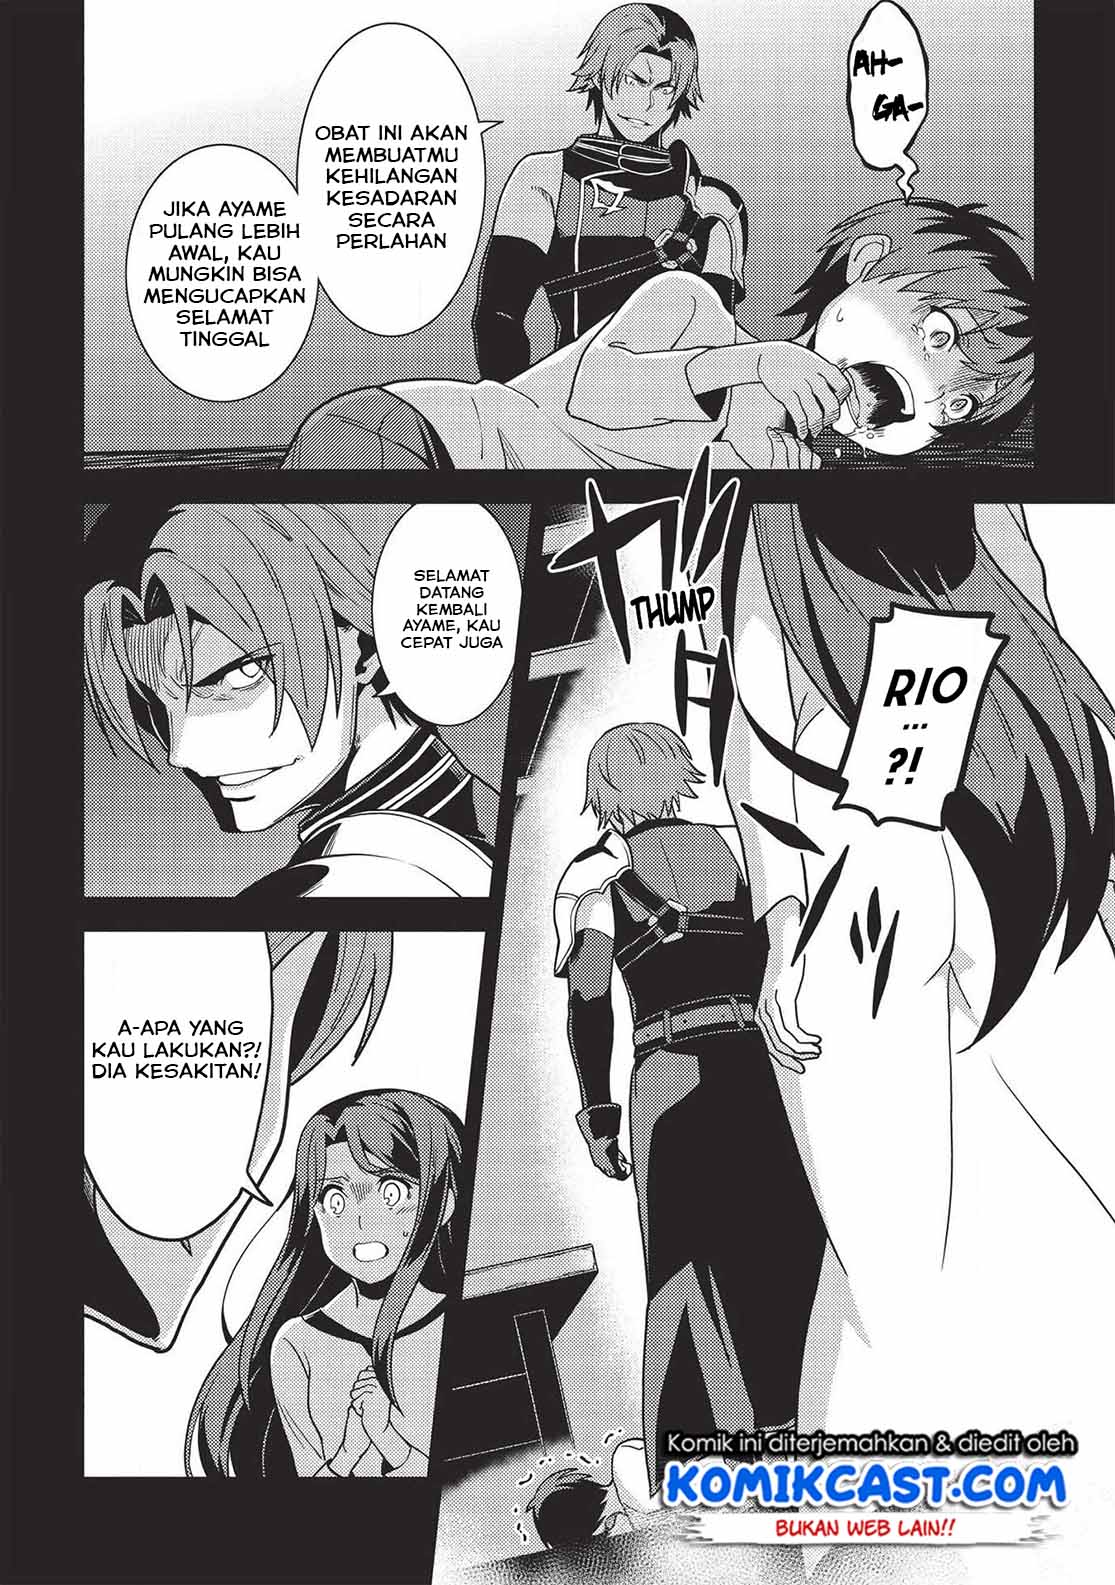 AH-
GA-
OBAT INI AKAN
MEMBUATMU
KEHILANGAN
KESADARAN
SECARA
PERLAHAN
JIKA AYAME
PULANG LEBIH
AWAL, KAU
MUNGKIN BISA
MENGUCAPKAN
SELAMAT
TINGGAL
THUMP
RIO
...
?!
SELAMAT
DATANG
KEMBALI
AYAME, KAU
CEPAT JUGA
A-APA YANG
KAU LAKUKAN?!
DIA KESAKITAN!
Komik ini diterjemahkan & diedit oleh
KOMIKCAST.COM
BUKAN WEB LAIN!!